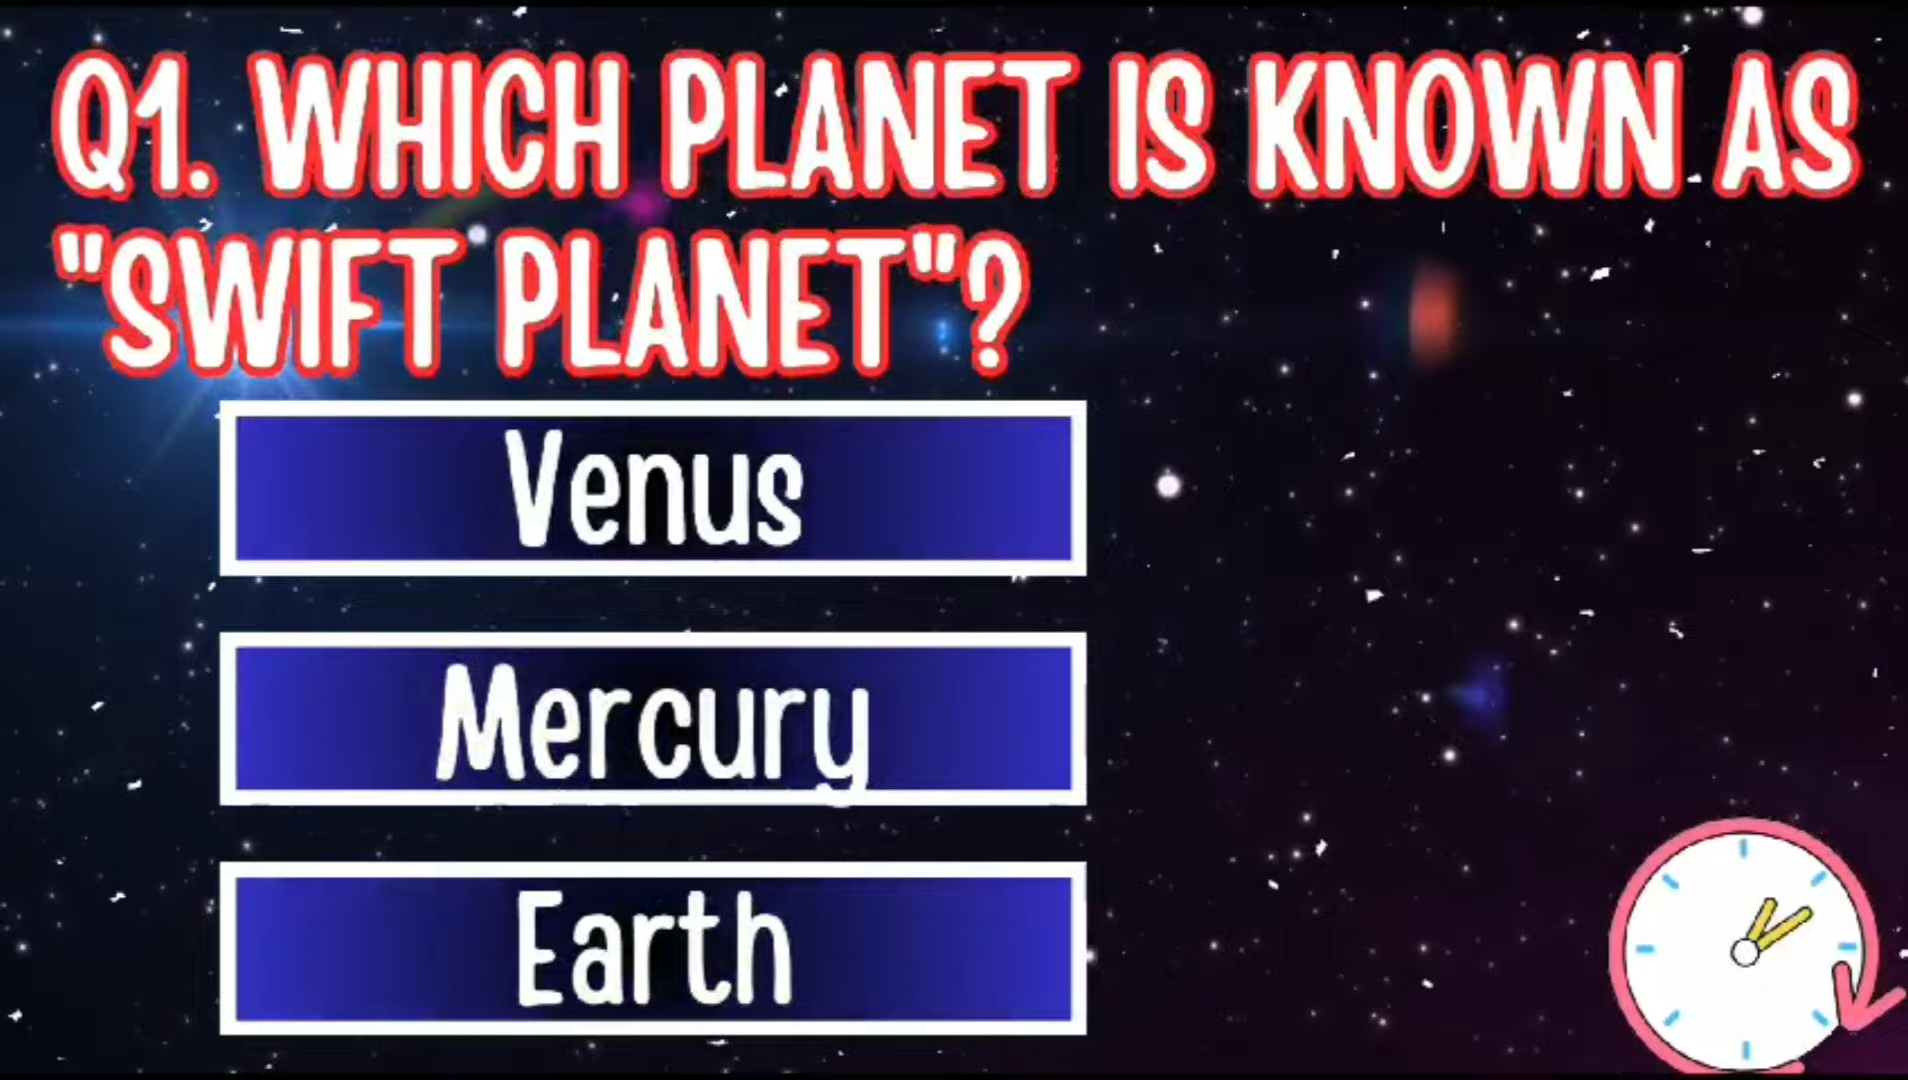 Q1. WHICH PLANET IS KNOWN AS
"SWIFT PLANET"?
Venus
Mercury
Earth